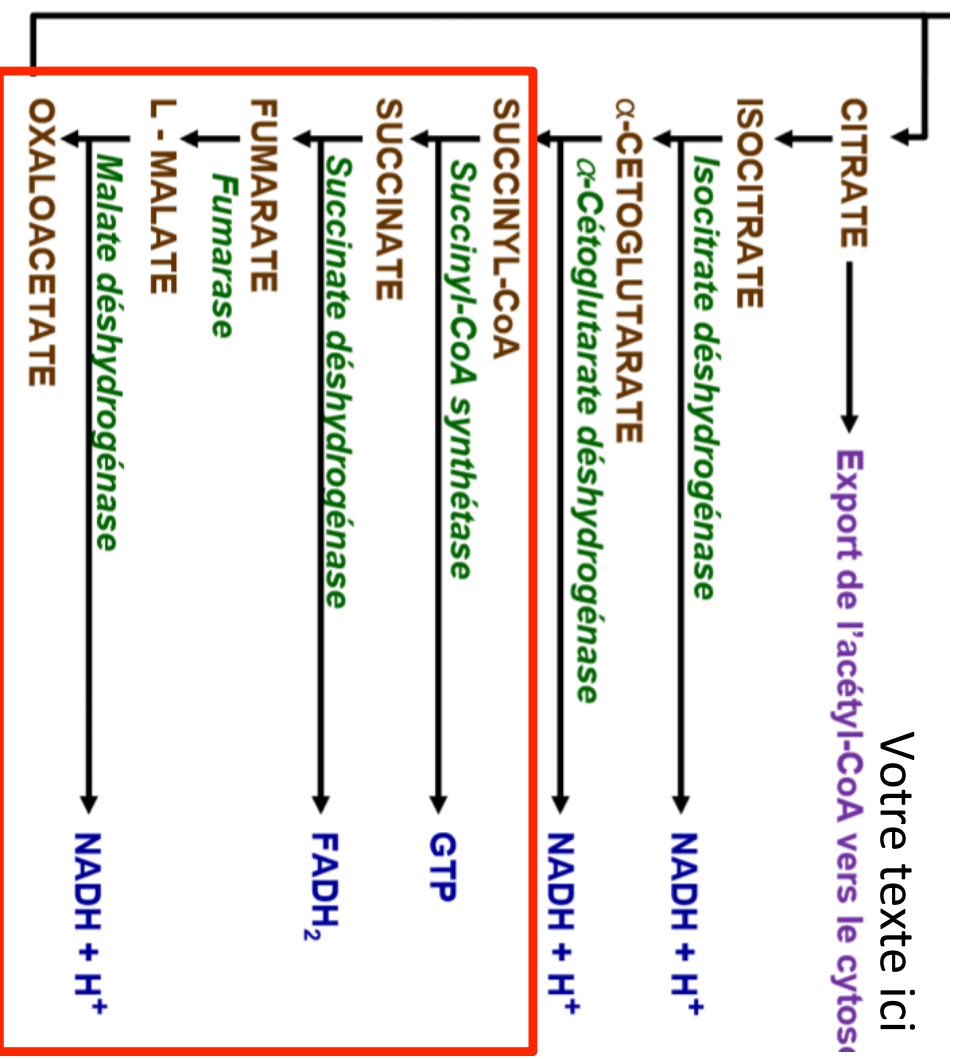 Votre texte ici
CITRATE
Export de l'acétyl-CoA vers le
ISOCITRATE
Isocitrate déshydrogénase
NADH + H⁺
α-CETOGLUTARATE
α-Cétoglutarate déshydrogénase
NADH + H⁺
SUCCINYL-CoA
Succinyl-CoA synthétase
GTP
SUCCINATE
Succinate déshydrogénase
FADH₂
FUMARATE
Fumarase
L - MALATE
Malate déshydrogénase
NADH + H⁺
OXALOACETATE